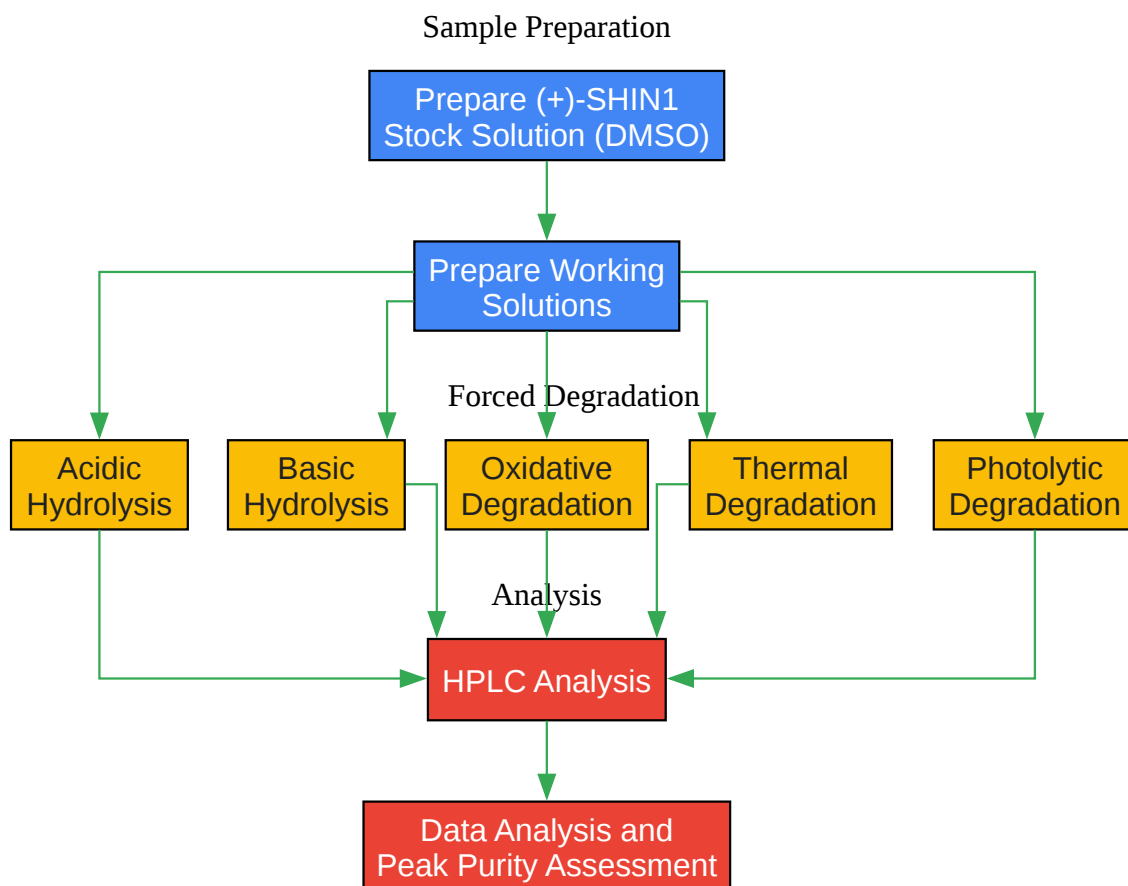 Sample Preparation
Prepare (+)-SHIN1
Stock Solution (DMSO)
Prepare Working
Solutions
Forced Degradation
Acidic
Hydrolysis
Basic
Hydrolysis
Oxidative
Degradation
Thermal
Degradation
Photolytic
Degradation
Analysis
HPLC Analysis
Data Analysis and
Peak Purity Assessment